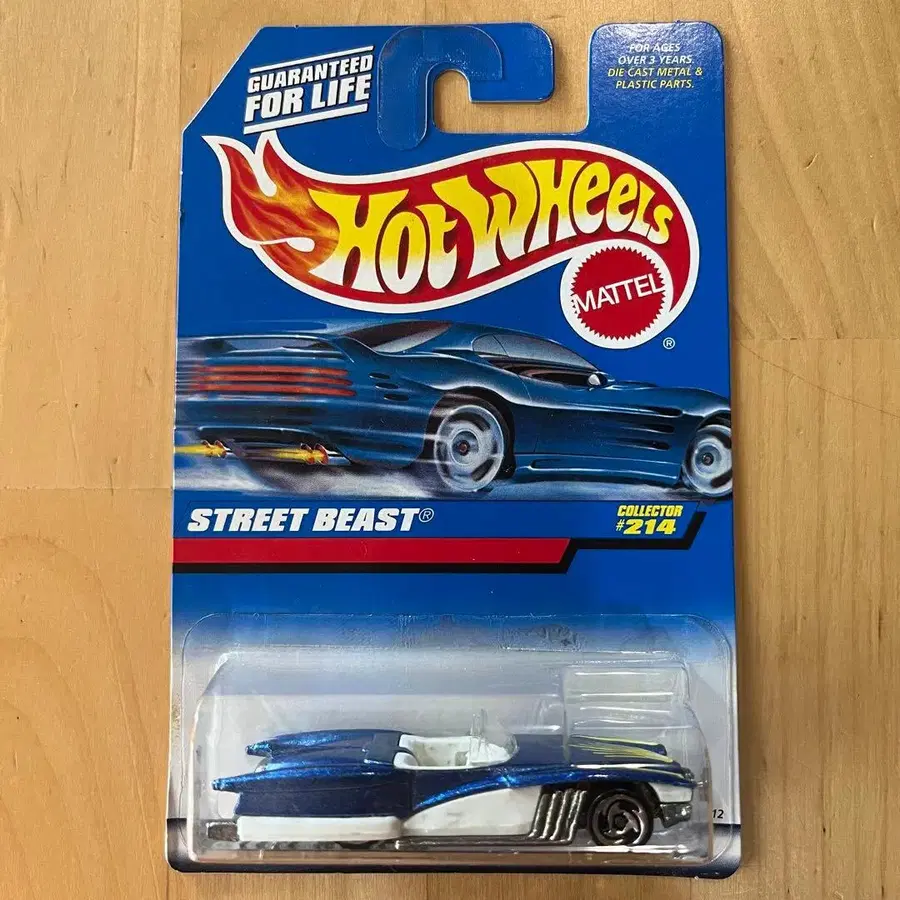 GUARANTEED
FOR LIFE
FOR AGES
OVER 3 YEARS.
DIE CAST METAL &
PLASTIC PARTS.
HOT WHEELS
MATTEL
®
STREET BEAST®
COLLECTOR
#214
12